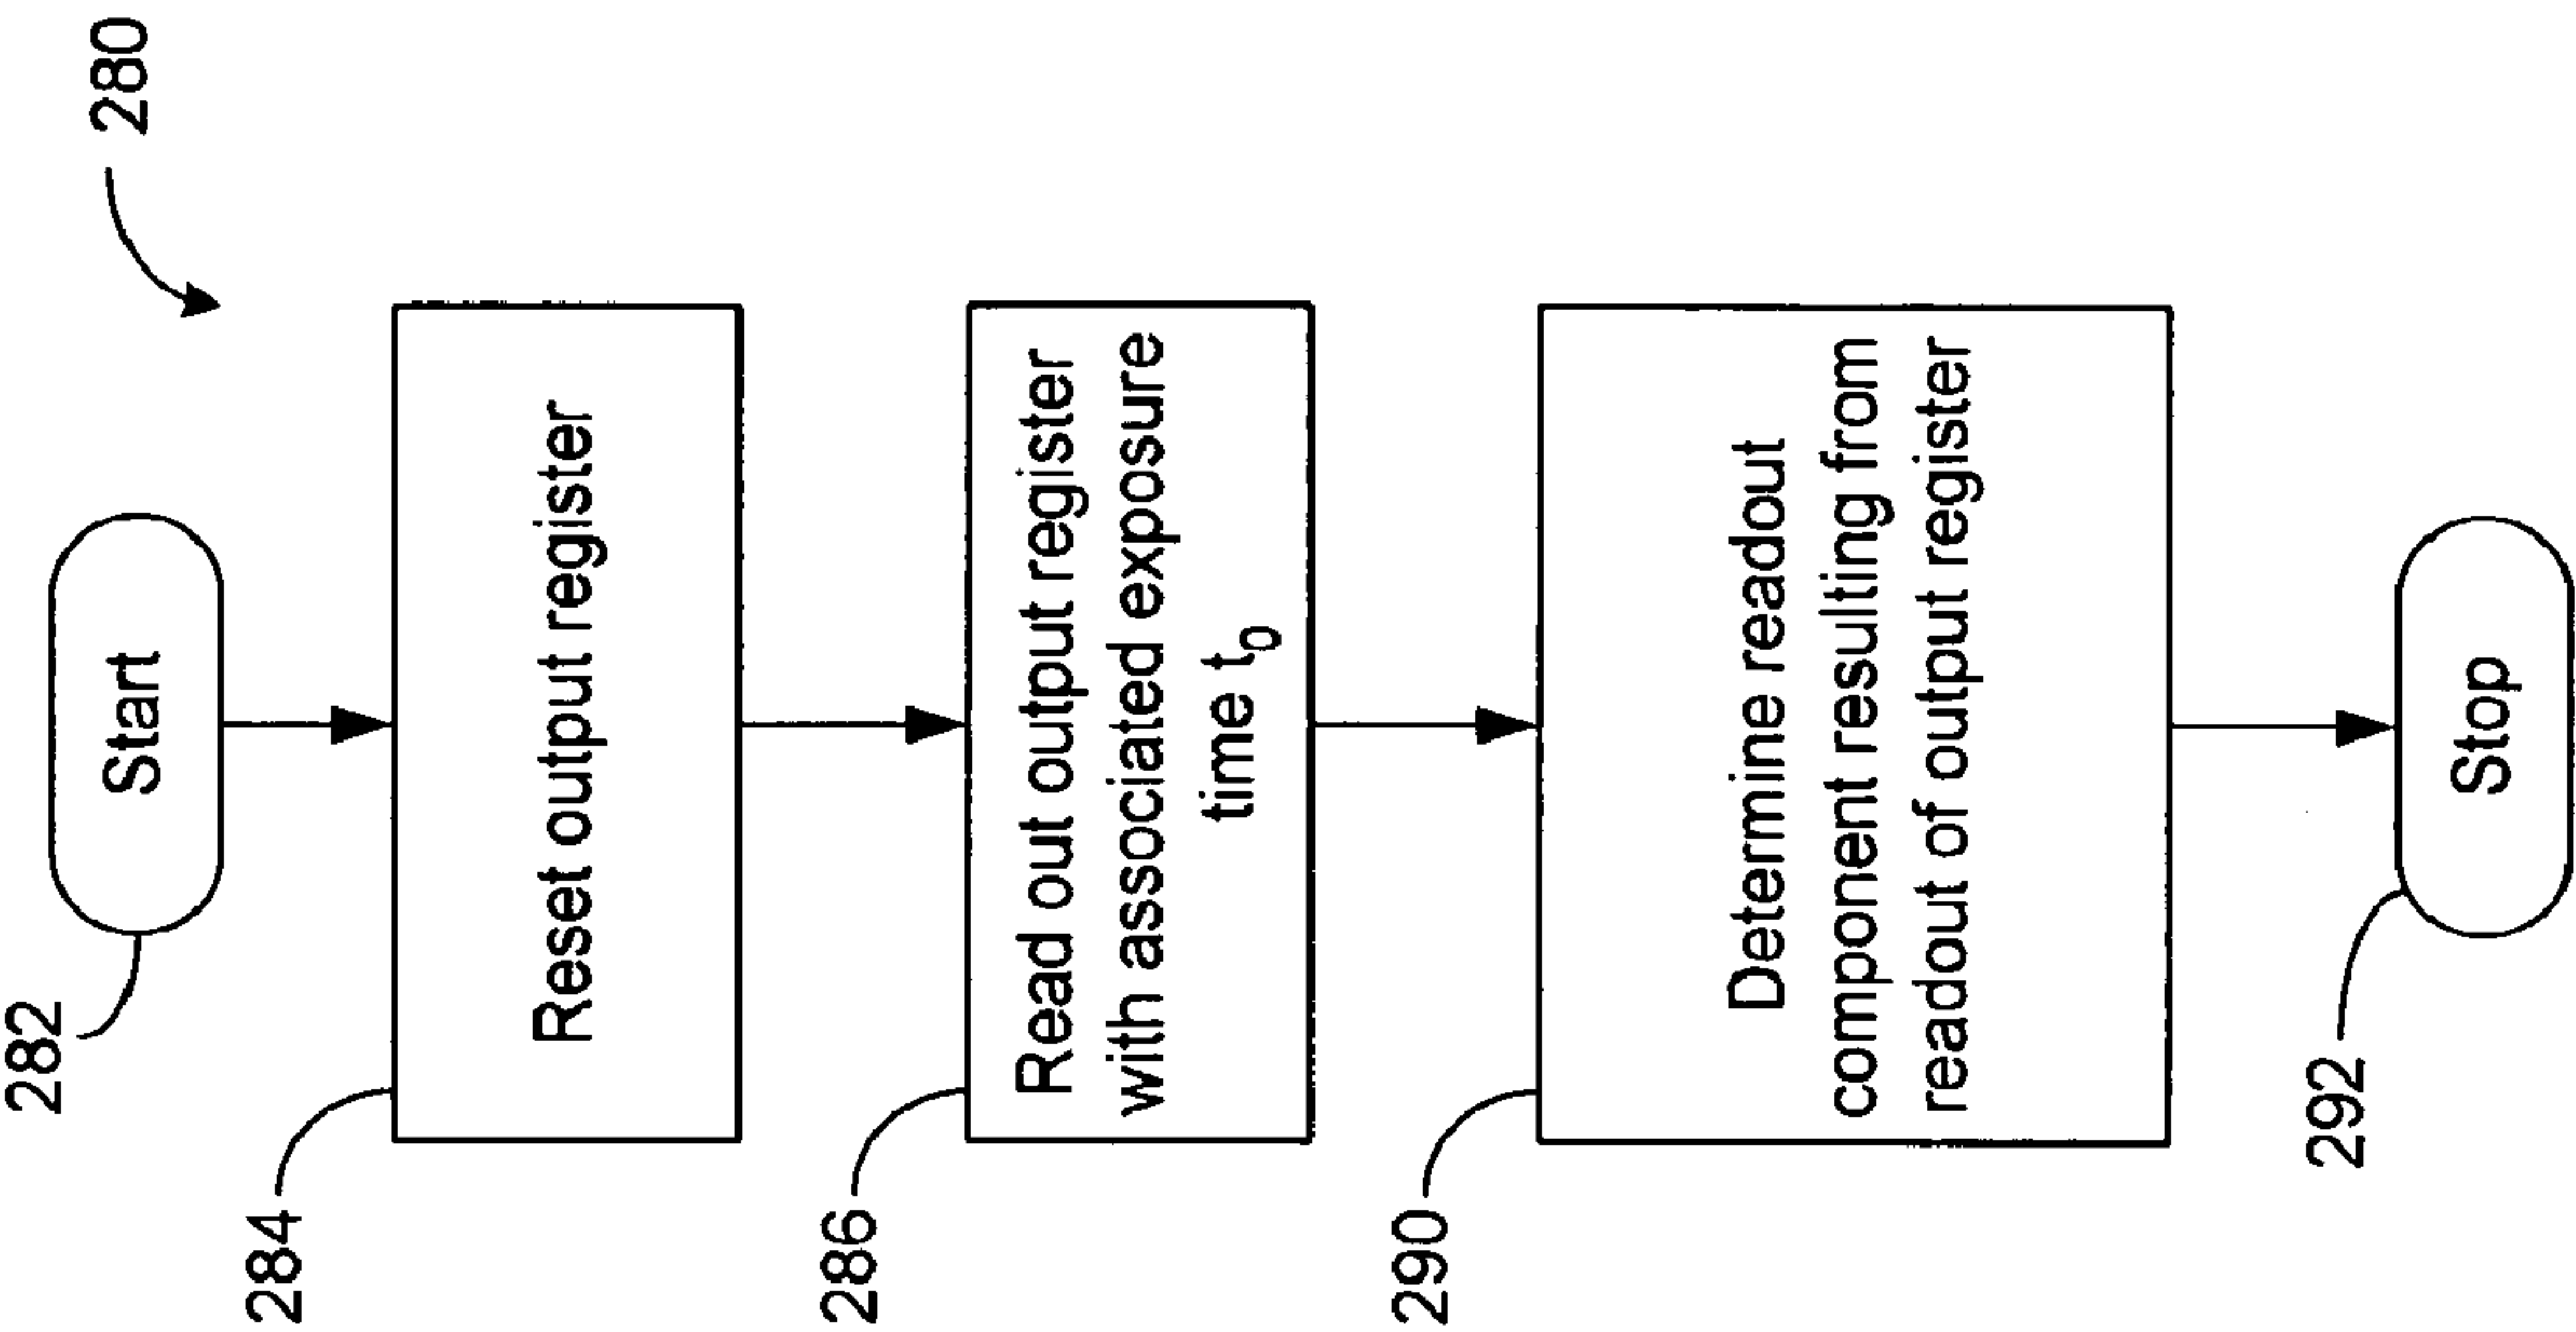 280
282
Start
284
Reset output register
286
Read out output register
with associated exposure
time t₀
290
Determine readout
component resulting from
readout of output register
292
Stop